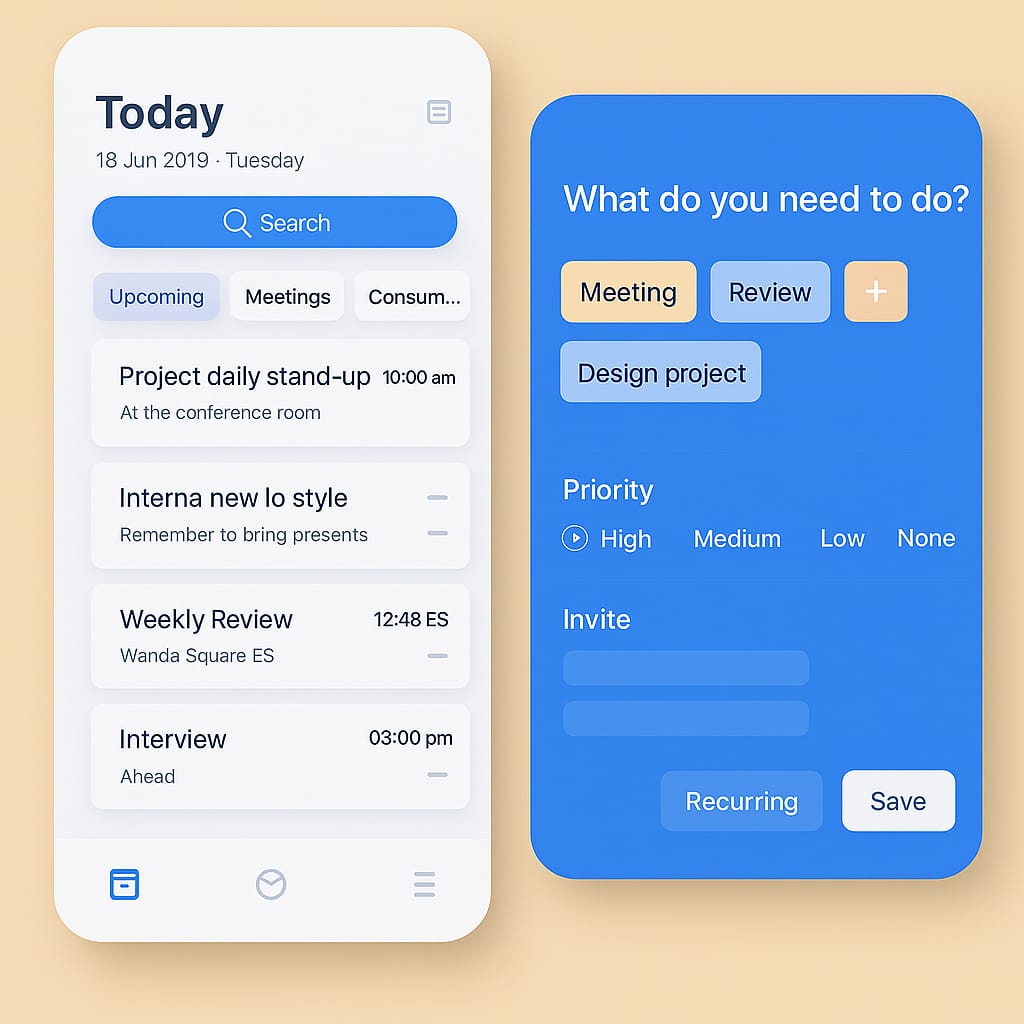 Today
18 Jun 2019 · Tuesday
Search
Upcoming Meetings Consum...
Project daily stand-up 10:00 am
At the conference room
Interna new lo style
Remember to bring presents
Weekly Review 12:48 ES
Wanda Square ES
Interview 03:00 pm
Ahead
What do you need to do?
Meeting Review +
Design project
Priority
High Medium Low None
Invite
Recurring Save